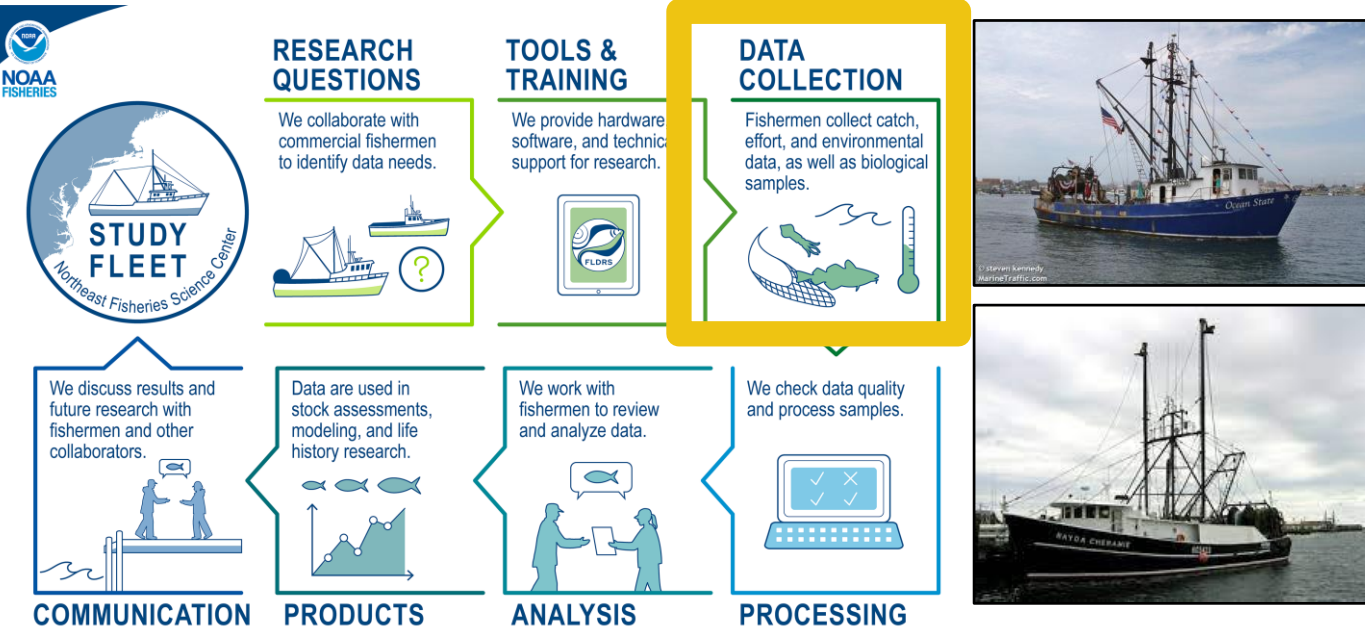 NOAA
NOAA
FISHERIES
STUDY
FLEET
Northeast Fisheries Science Center
RESEARCH
QUESTIONS
We collaborate with
commercial fishermen
to identify data needs.
?
TOOLS &
TRAINING
We provide hardware
software, and technica
support for research.
FLDRS
DATA
COLLECTION
Fishermen collect catch,
effort, and environmental
data, as well as biological
samples.
Ocean State
© steven kennedy
MarineTraffic.com
We discuss results and
future research with
fishermen and other
collaborators.
COMMUNICATION
Data are used in
stock assessments,
modeling, and life
history research.
PRODUCTS
We work with
fishermen to review
and analyze data.
ANALYSIS
We check data quality
and process samples.
PROCESSING
RAYDA CHERAMIE